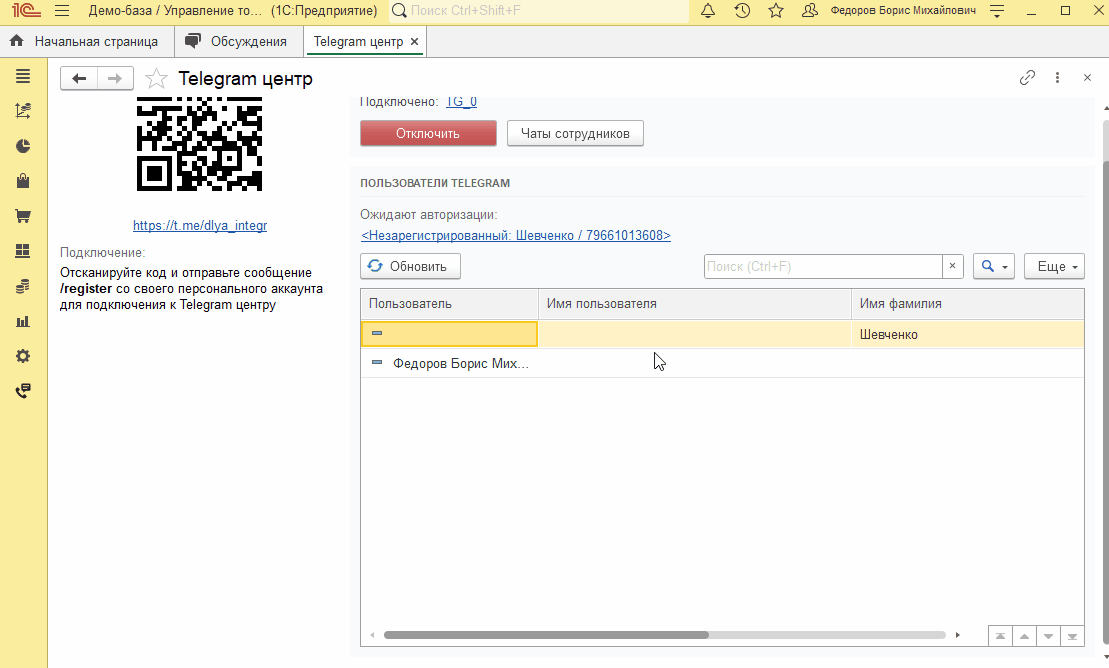 1С Демо-база / Управление то... (1С:Предприятие) Поиск Ctrl+Shift+F Федоров Борис Михайлович
Начальная страница Обсуждения Telegram центр
Telegram центр
Подключено: TG_0
Отключить Чаты сотрудников
https://t.me/dlya_integr
Подключение:
Отсканируйте код и отправьте сообщение
/register со своего персонального аккаунта
для подключения к Telegram центру
ПОЛЬЗОВАТЕЛИ TELEGRAM
Ожидают авторизации:
<Незарегистрированный: Шевченко / 79661013608>
Обновить Поиск (Ctrl+F) × Еще
Пользователь Имя пользователя Имя фамилия
Шевченко
Федоров Борис Мих...